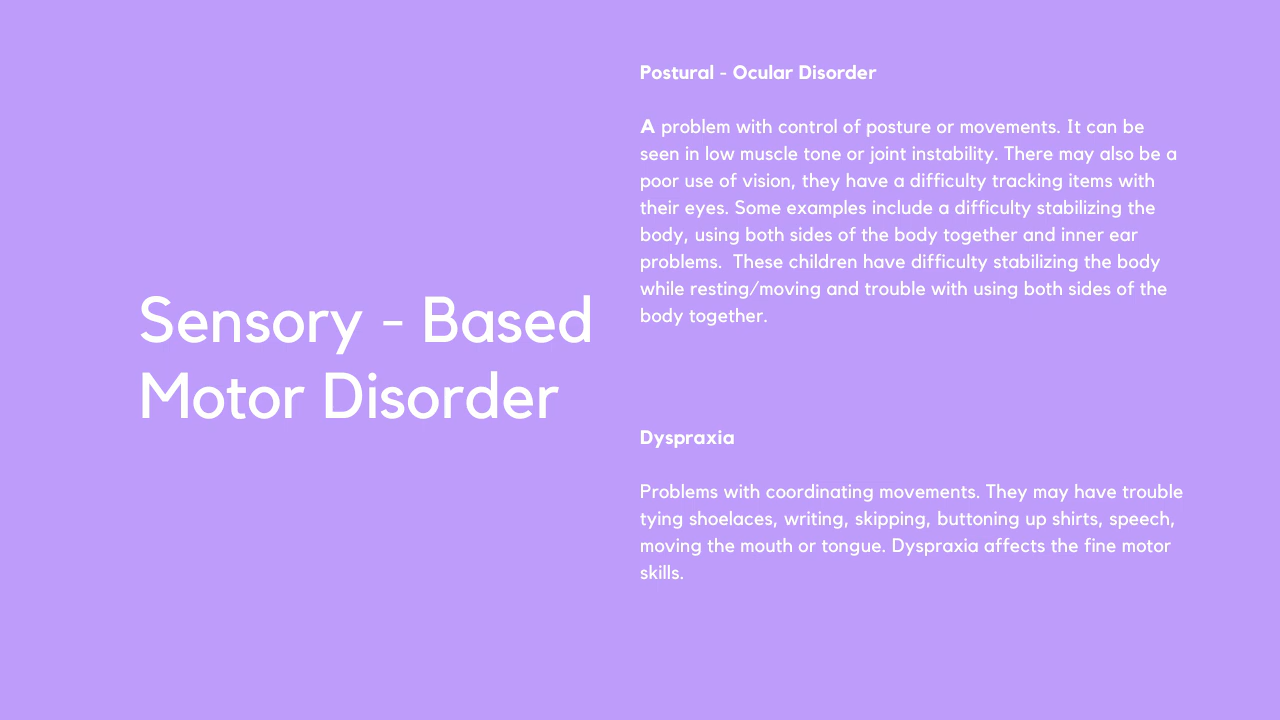 Sensory - Based
Motor Disorder
Postural - Ocular Disorder
A problem with control of posture or movements. It can be
seen in low muscle tone or joint instability. There may also be a
poor use of vision, they have a difficulty tracking items with
their eyes. Some examples include a difficulty stabilizing the
body, using both sides of the body together and inner ear
problems.  These children have difficulty stabilizing the body
while resting/moving and trouble with using both sides of the
body together.
Dyspraxia
Problems with coordinating movements. They may have trouble
tying shoelaces, writing, skipping, buttoning up shirts, speech,
moving the mouth or tongue. Dyspraxia affects the fine motor
skills.